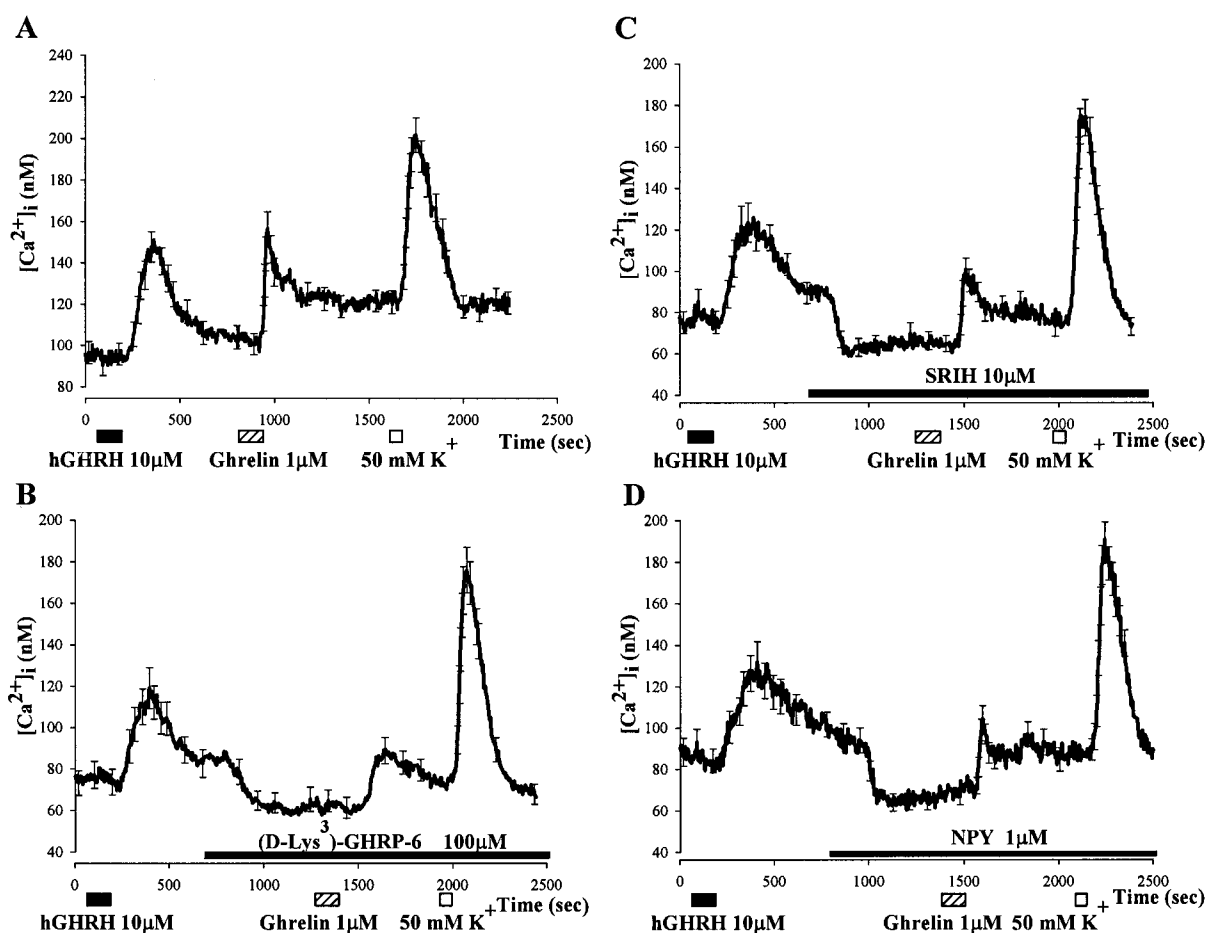 A
240
220
200
180
160
140
120
100
80
[Ca2+]i (nM)
0 500 1000 1500 2000 2500
hGHRH 10µM Ghrelin 1µM 50 mM K+ Time (sec)
C
200
180
160
140
120
100
80
60
40
[Ca2+]i (nM)
SRIH 10µM
0 500 1000 1500 2000 2500
hGHRH 10µM Ghrelin 1µM 50 mM K+ Time (sec)
B
200
180
160
140
120
100
80
60
40
[Ca2+]i (nM)
(D-Lys3)-GHRP-6 100µM
0 500 1000 1500 2000 2500
hGHRH 10µM Ghrelin 1µM 50 mM K+ Time (sec)
D
200
180
160
140
120
100
80
60
40
[Ca2+]i (nM)
NPY 1µM
0 500 1000 1500 2000 2500
hGHRH 10µM Ghrelin 1µM 50 mM K+ Time (sec)